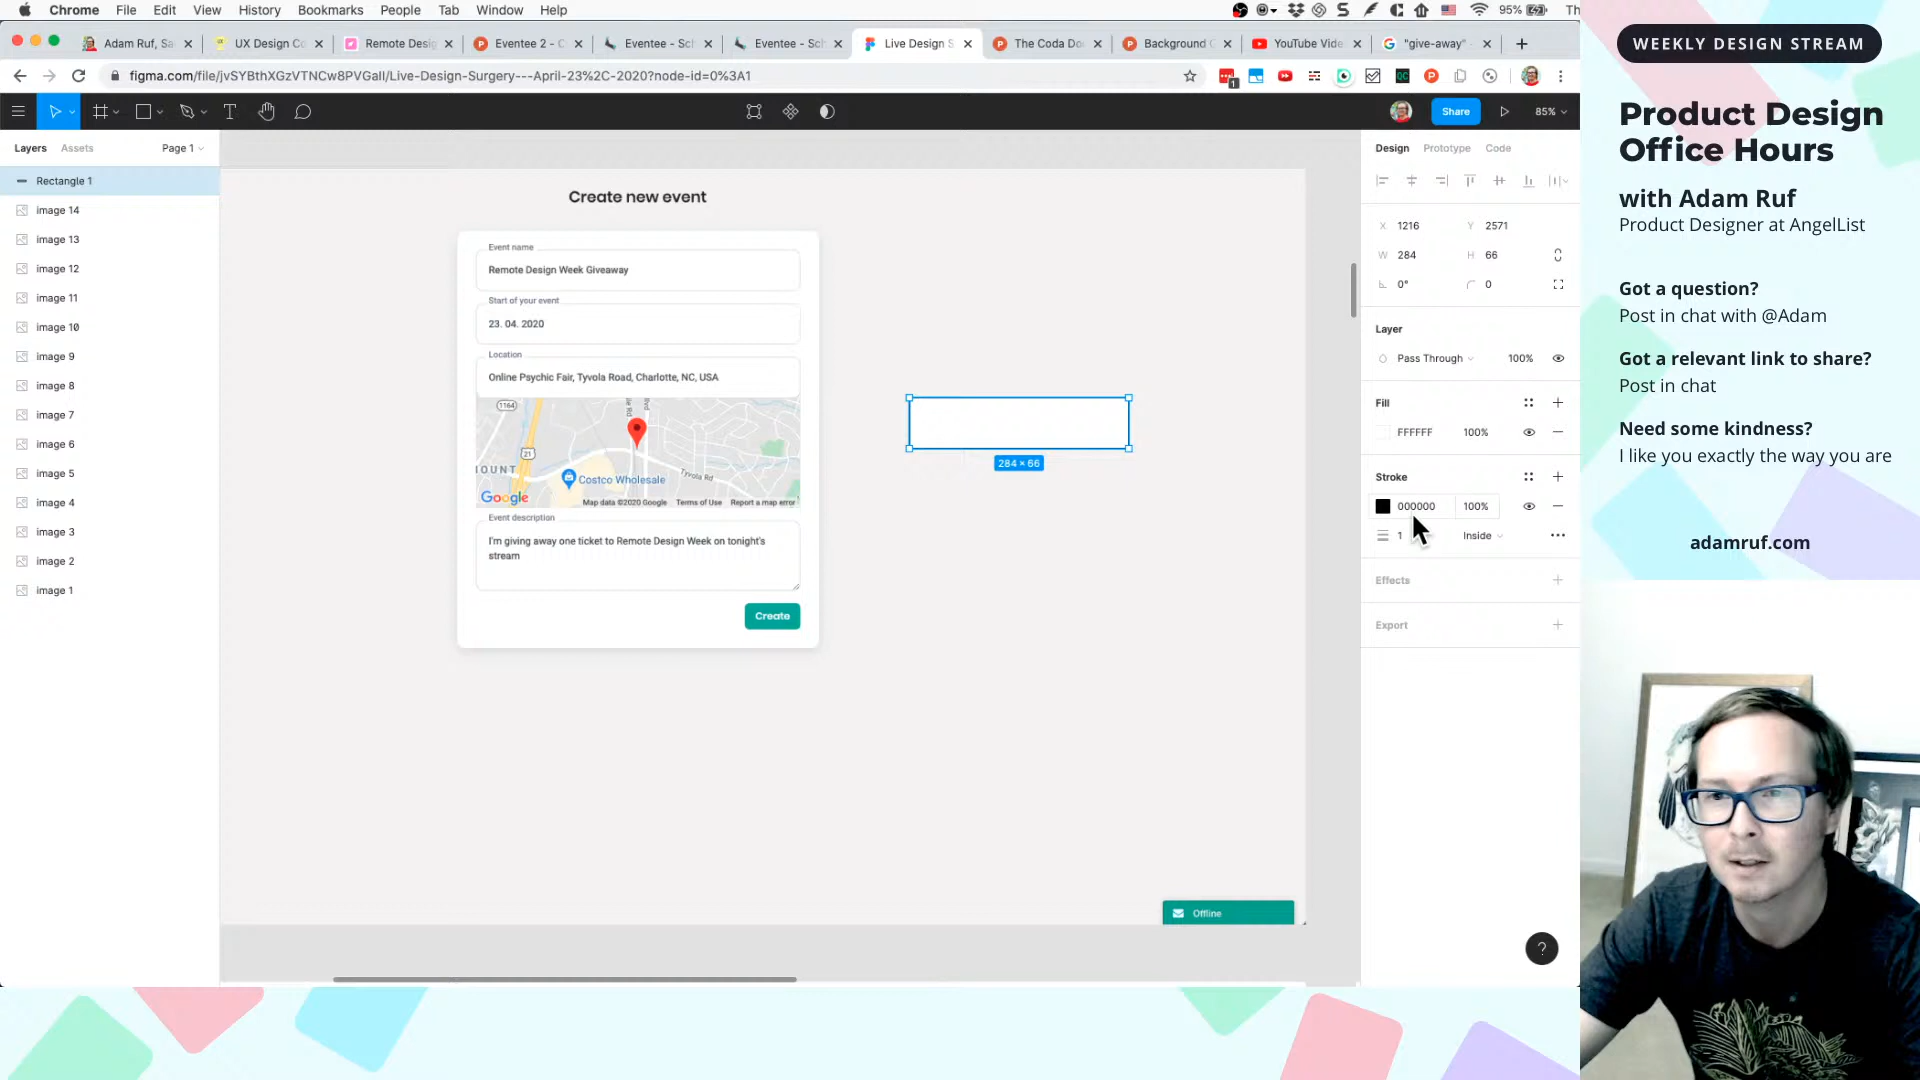 Chrome File Edit View History Bookmarks People Tab Window Help 95% Th
Adam Ruf, Sa UX Design Co Remote Desig Eventee 2 - C Eventee - Sch Eventee - Sch Live Design S The Coda Do Background YouTube Vide "give-away"
figma.com/file/jvSYBthXGzVTNCw8PVGall/Live-Design-Surgery---April-23%2C-2020?node-id=0%3A1
Share 85%
Layers Assets Page 1
Rectangle 1
image 14
image 13
image 12
image 11
image 10
image 9
image 8
image 7
image 6
image 5
image 4
image 3
image 2
image 1
Create new event
Event name
Remote Design Week Giveaway
Start of your event
23. 04. 2020
Location
Online Psychic Fair, Tyvola Road, Charlotte, NC, USA
1164
21
OUNT
Tyvola Rd
Costco Wholesale
Google
Map data ©2020 Google Terms of Use Report a map error
Event description
I'm giving away one ticket to Remote Design Week on tonight's
stream
Create
284 × 66
Offline
Design Prototype Code
X 1216 Y 2571
W 284 H 66
0° 0
Layer
Pass Through 100%
Fill
FFFFFF 100%
Stroke
000000 100%
1 Inside
Effects
Export
?
WEEKLY DESIGN STREAM
Product Design
Office Hours
with Adam Ruf
Product Designer at AngelList
Got a question?
Post in chat with @Adam
Got a relevant link to share?
Post in chat
Need some kindness?
I like you exactly the way you are
adamruf.com